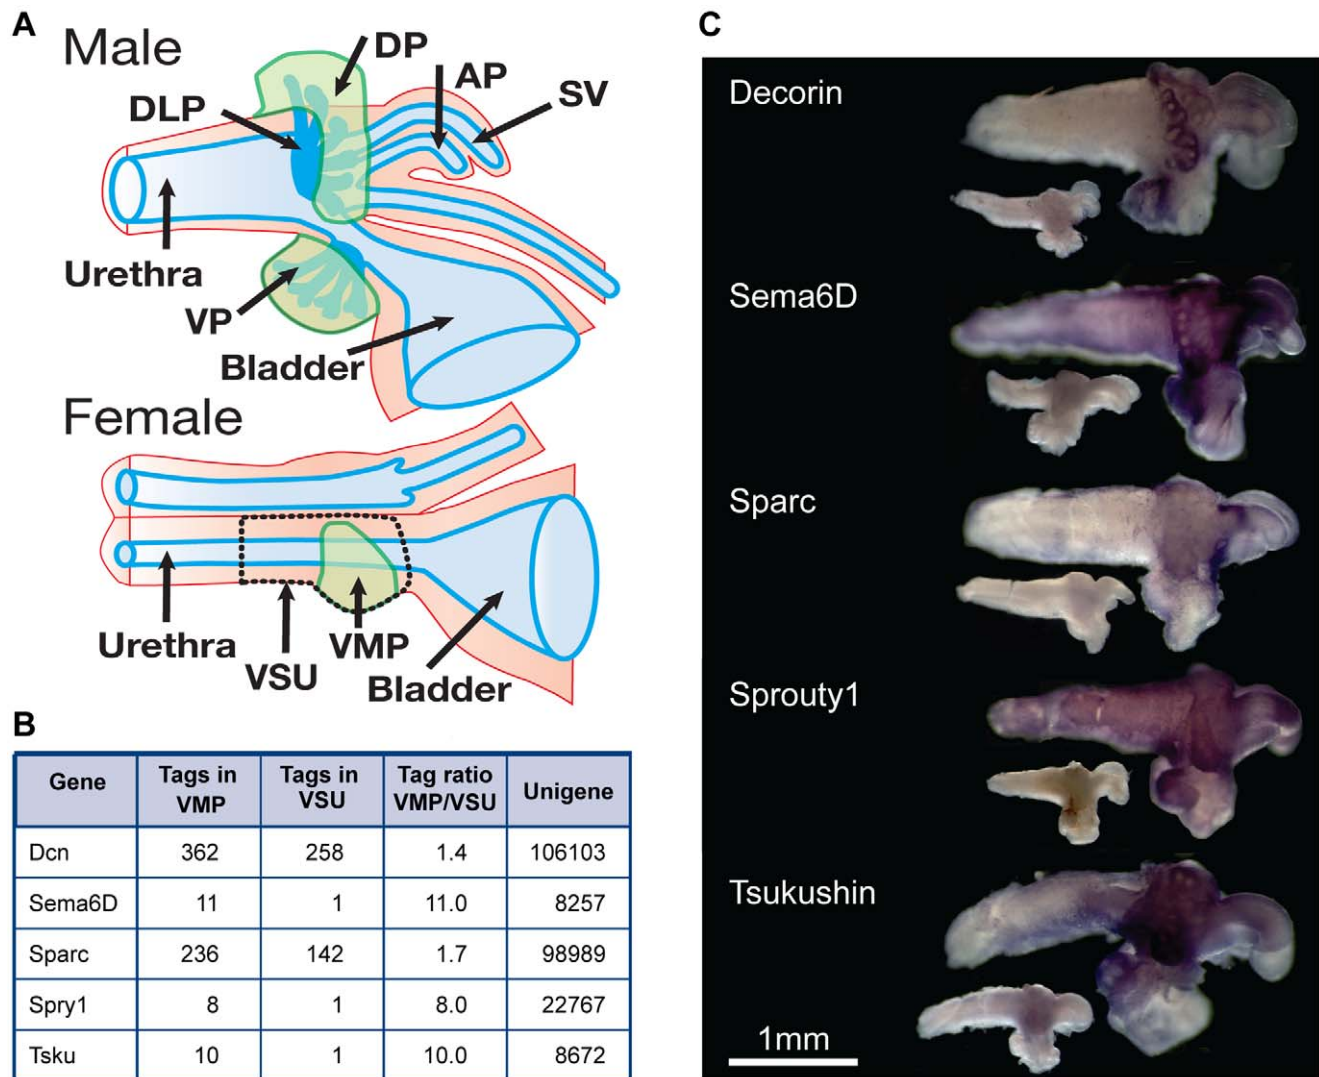 A
Male
DP
AP
SV
DLP
Urethra
VP
Bladder
Female
Urethra
VSU
VMP
Bladder
B
Gene Tags in VMP Tags in VSU Tag ratio VMP/VSU Unigene
Dcn 362 258 1.4 106103
Sema6D 11 1 11.0 8257
Sparc 236 142 1.7 98989
Spry1 8 1 8.0 22767
Tsku 10 1 10.0 8672
C
Decorin
Sema6D
Sparc
Sprouty1
Tsukushin
1mm